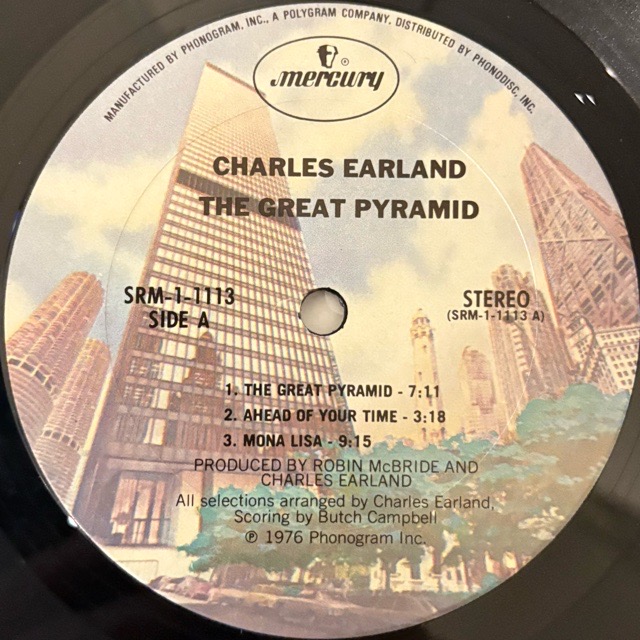 MANUFACTURED BY PHONOGRAM, INC., A POLYGRAM COMPANY. DISTRIBUTED BY PHONODISC, INC.
mercury ®
CHARLES EARLAND
THE GREAT PYRAMID
SRM-1-1113
SIDE A
STEREO
(SRM-1-1113 A)
1. THE GREAT PYRAMID - 7:11
2. AHEAD OF YOUR TIME - 3:18
3. MONA LISA - 9:15
PRODUCED BY ROBIN McBRIDE AND
CHARLES EARLAND
All selections arranged by Charles Earland,
Scoring by Butch Campbell
℗ 1976 Phonogram Inc.